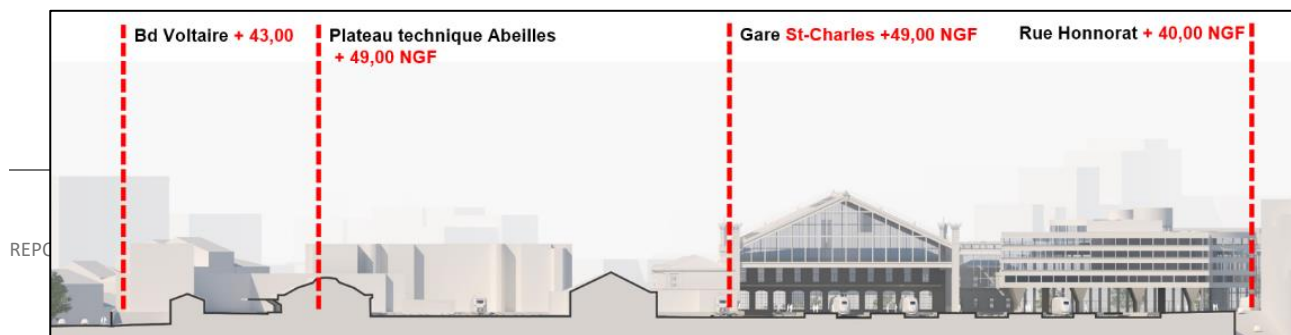 Bd Voltaire + 43,00
Plateau technique Abeilles
+ 49,00 NGF
Gare St-Charles +49,00 NGF
Rue Honnorat + 40,00 NGF